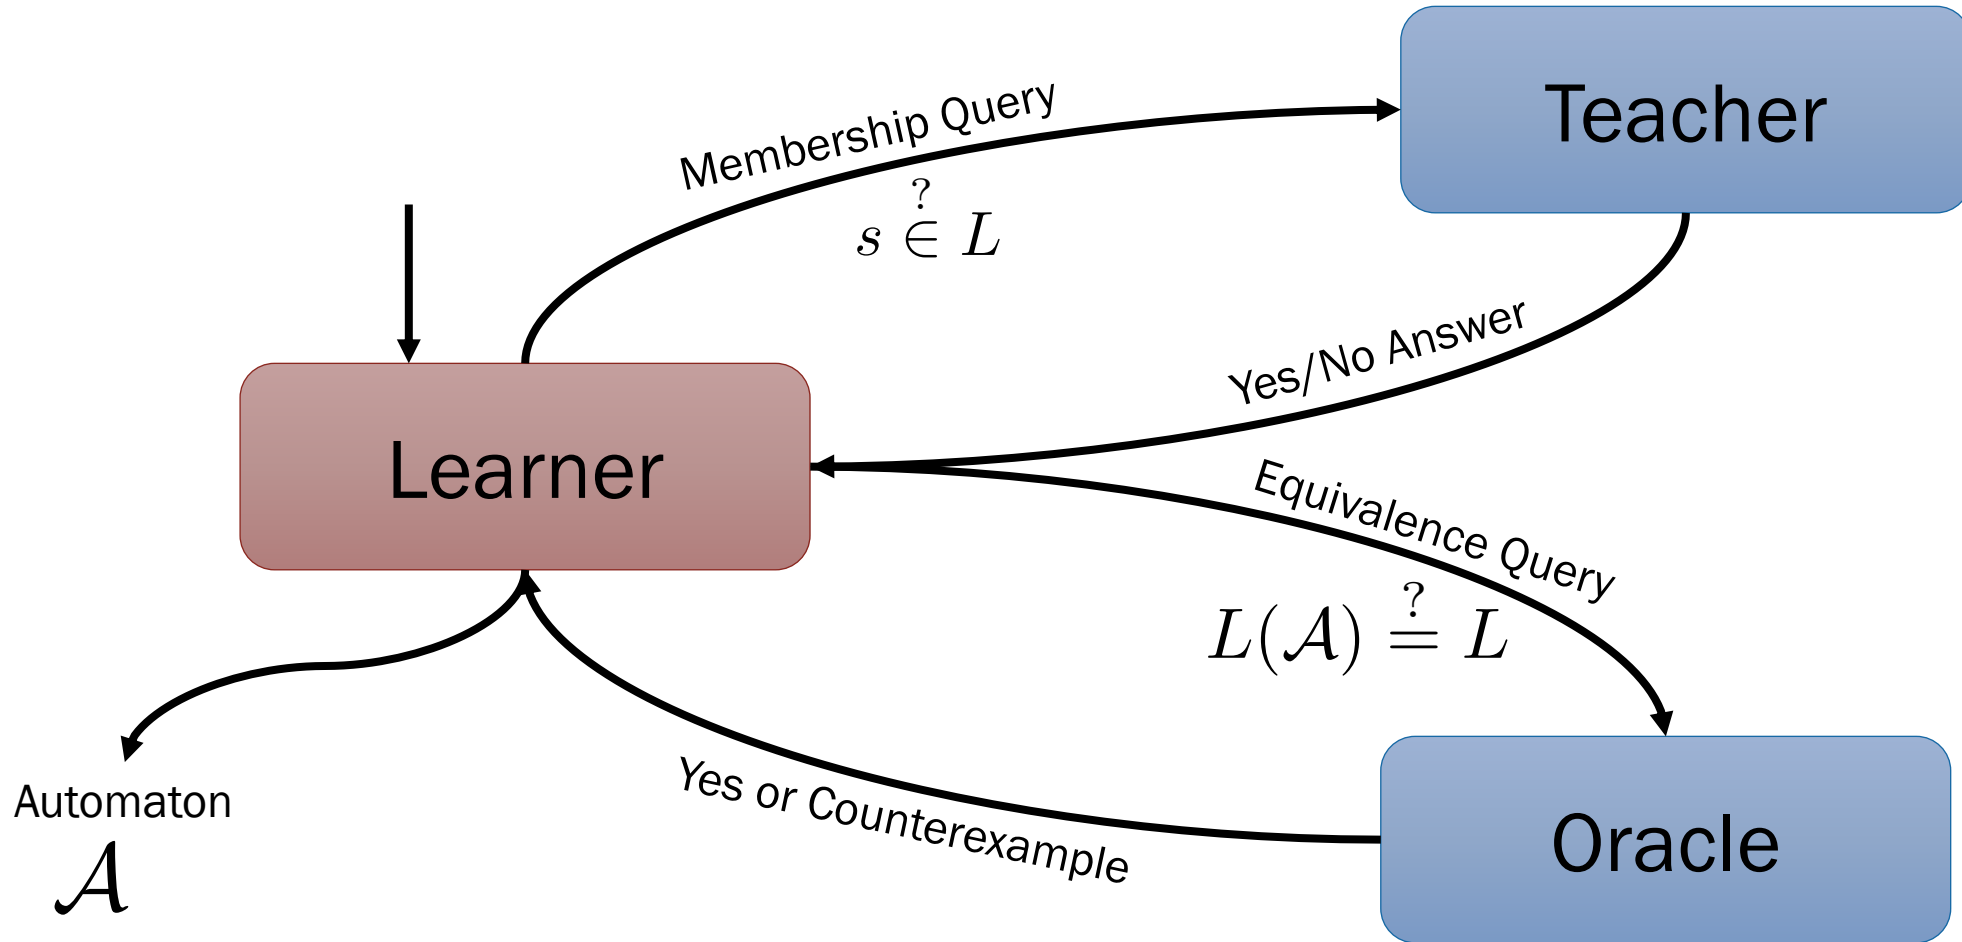 Teacher
Membership Query
s ∈? L
Yes/No Answer
Learner
Equivalence Query
L(𝒜) =? L
Yes or Counterexample
Automaton
𝒜
Oracle